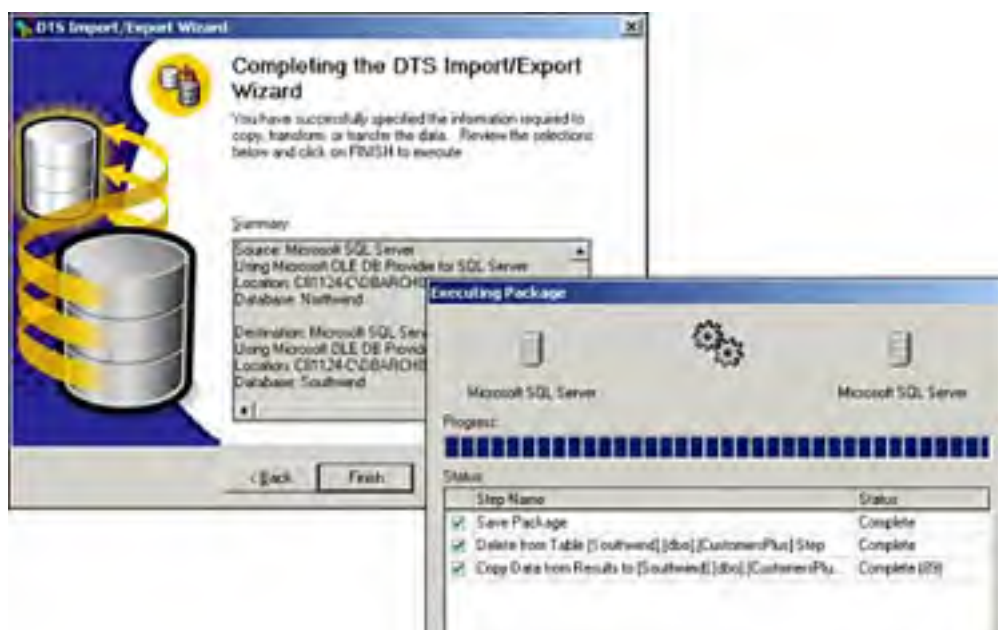 DTS Import/Export Wizard
Completing the DTS Import/Export
Wizard
You have successfully specified the information required to
copy, transform, or transfer the data. Review the selections
below and click on FINISH to execute
Summary:
Source: Microsoft SQL Server
Using Microsoft OLE DB Provider for SQL Server
Location:
Database: Northwind
Destination: Microsoft SQL Serv
Using Microsoft OLE DB Provid
Location:
Database: Southwind
< Back
Finish
Executing Package
Microsoft SQL Server
Microsoft SQL Server
Progress:
Status:
Step Name
Status
Save Package
Complete
Delete from Table [Southwind].[dbo].[CustomersPlus] Step
Complete
Copy Data from Results to [Southwind].[dbo].[CustomersPlu...
Complete (89)